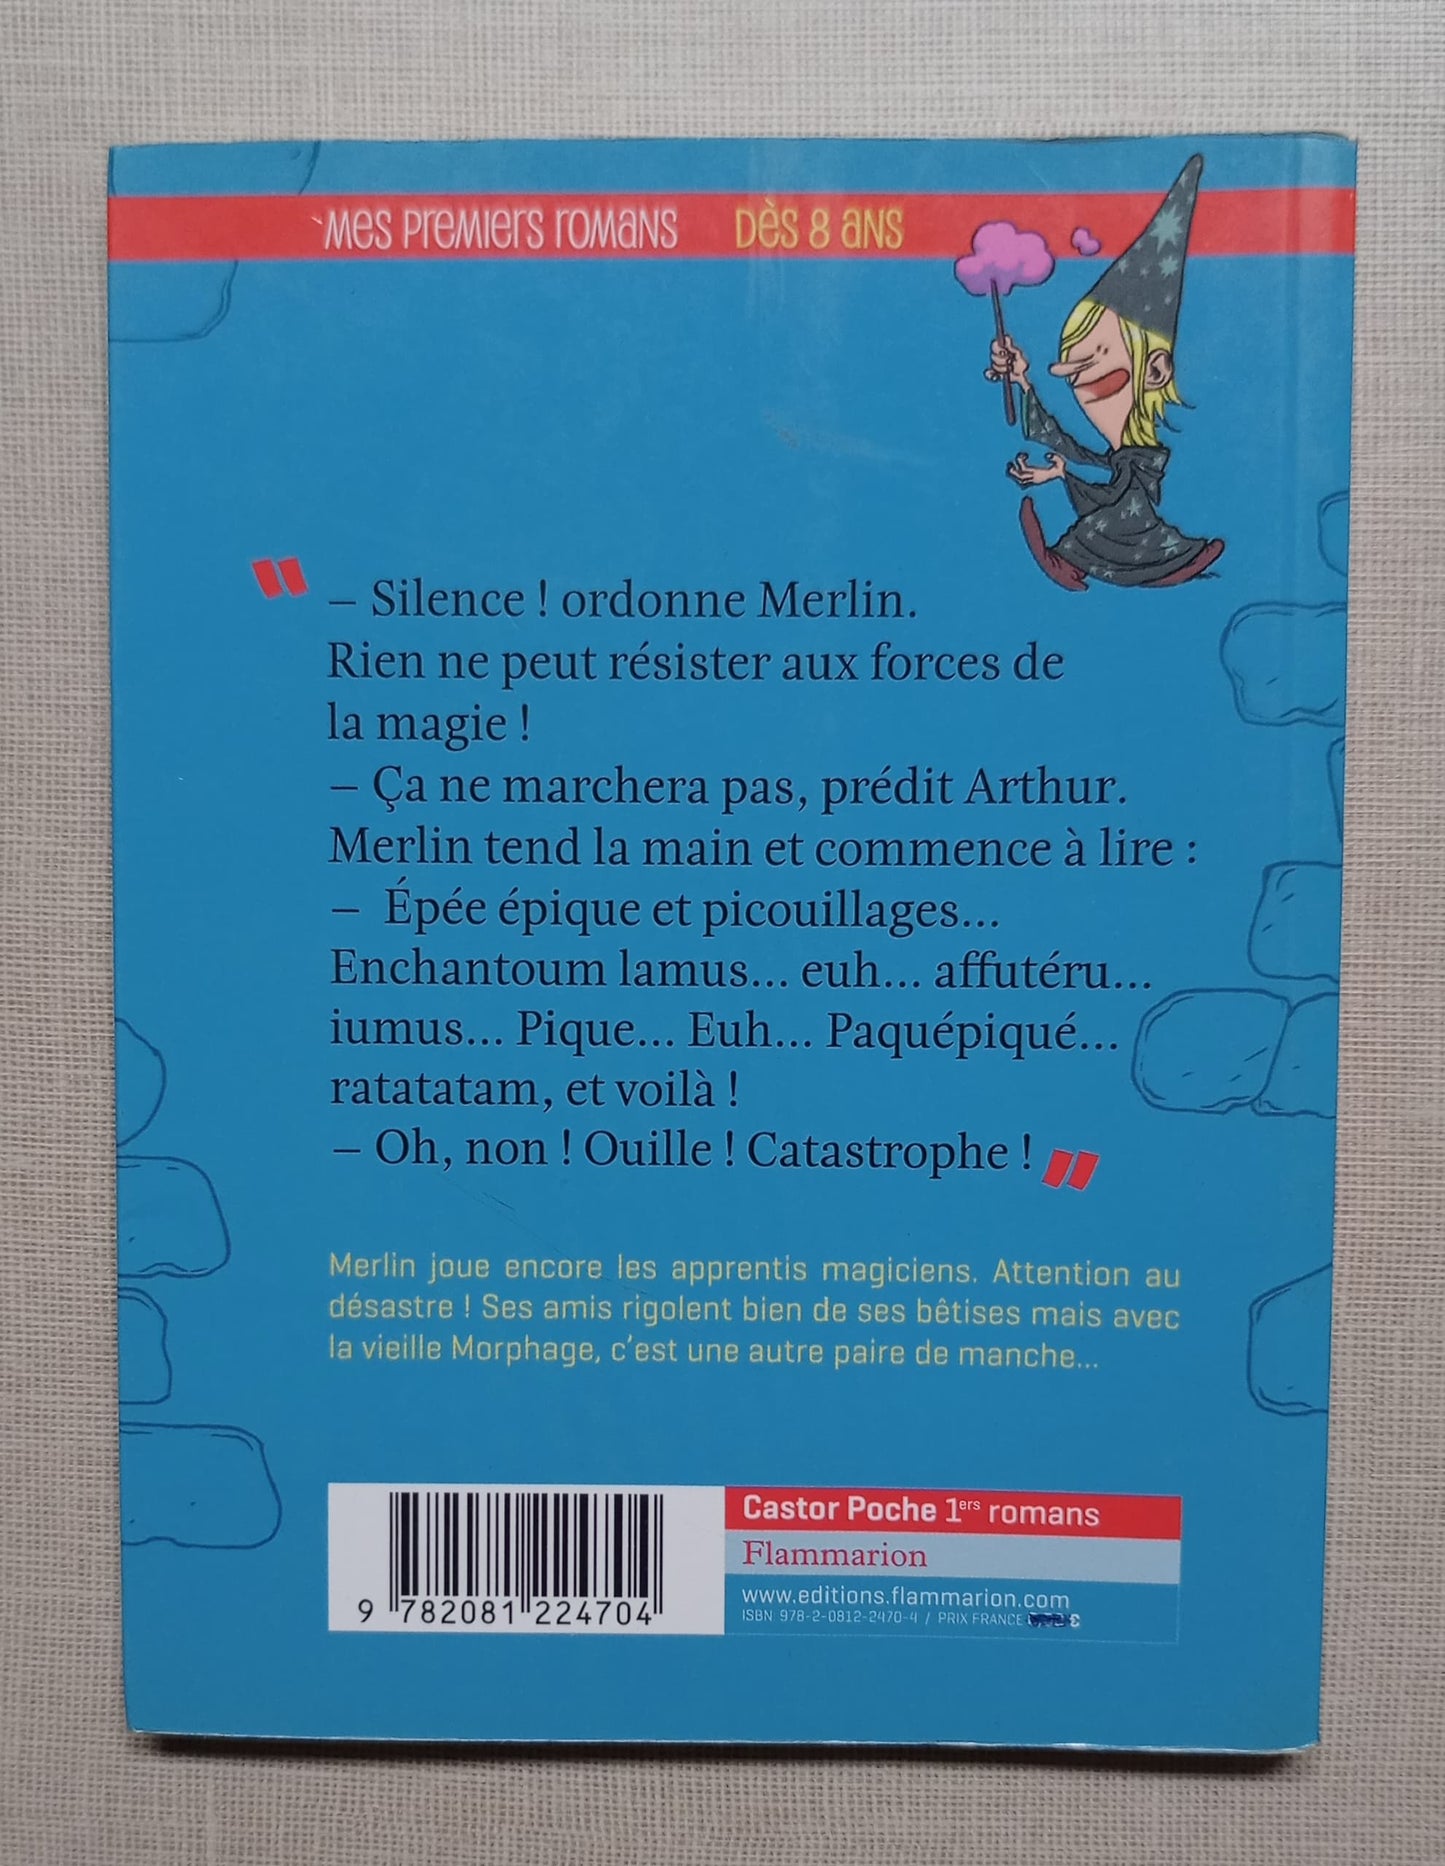 Mes premiers romans Dès 8 ans
"
– Silence ! ordonne Merlin.
Rien ne peut résister aux forces de
la magie !
– Ça ne marchera pas, prédit Arthur.
Merlin tend la main et commence à lire :
– Épée épique et picouillages...
Enchantoum lamus... euh... affutéru...
iumus... Pique... Euh... Paquépiqué...
ratatatam, et voilà !
– Oh, non ! Ouille ! Catastrophe ! "
Merlin joue encore les apprentis magiciens. Attention au
désastre ! Ses amis rigolent bien de ses bêtises mais avec
la vieille Morphage, c'est une autre paire de manche...
Castor Poche 1ers romans
Flammarion
www.editions.flammarion.com
ISBN 978-2-0812-2470-4 / PRIX FRANCE €
9 782081 224704